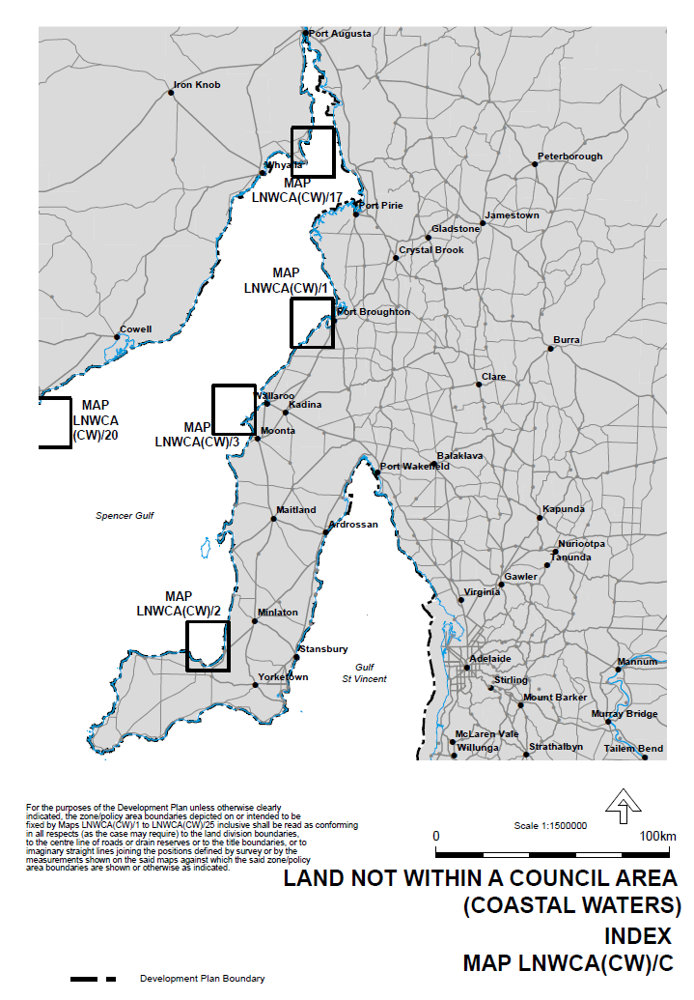 Port Augusta
Iron Knob
Peterborough
Whyalla
MAP
LNWCA(CW)/17
Port Pirie
Jamestown
Gladstone
Crystal Brook
MAP
LNWCA(CW)/1
Port Broughton
Cowell
Burra
Clare
Wallaroo
Kadina
MAP
LNWCA
(CW)/20
MAP
LNWCA(CW)/3
Moonta
Balaklava
Port Wakefield
Spencer Gulf
Maitland
Kapunda
Ardrossan
Nuriootpa
Tanunda
Gawler
Virginia
MAP
LNWCA(CW)/2
Minlaton
Stansbury
Gulf
St Vincent
Yorketown
Adelaide
Mannum
Stirling
Mount Barker
Murray Bridge
McLaren Vale
Willunga
Strathalbyn
Tailem Bend
For the purposes of the Development Plan unless otherwise clearly
indicated, the zone/policy area boundaries depicted on or intended to be
fixed by Maps LNWCA(CW)/1 to LNWCA(CW)/25 inclusive shall be read as conforming
in all respects (as the case may require) to the land division boundaries,
to the centre line of roads or drain reserves or to the title boundaries, or to
imaginary straight lines joining the positions defined by survey or by the
measurements shown on the said maps against which the said zone/policy
area boundaries are shown or otherwise as indicated.
Scale 1:1500000
0 100km
LAND NOT WITHIN A COUNCIL AREA
(COASTAL WATERS)
INDEX
MAP LNWCA(CW)/C
Development Plan Boundary